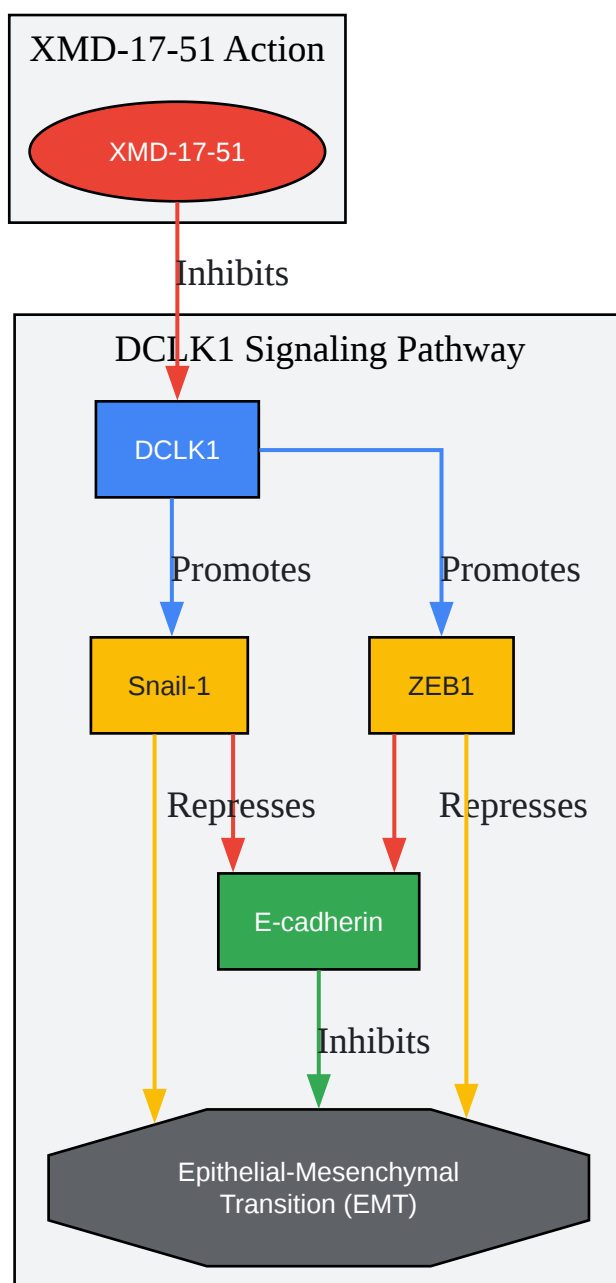 XMD-17-51 Action
XMD-17-51
Inhibits
DCLK1 Signaling Pathway
DCLK1
Promotes
Promotes
Snail-1
ZEB1
Represses
Represses
E-cadherin
Inhibits
Epithelial-Mesenchymal
Transition (EMT)